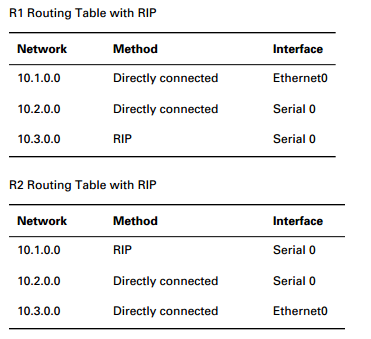 R1 Routing Table with RIP
Network Method Interface
10.1.0.0 Directly connected Ethernet0
10.2.0.0 Directly connected Serial 0
10.3.0.0 RIP Serial 0
R2 Routing Table with RIP
Network Method Interface
10.1.0.0 RIP Serial 0
10.2.0.0 Directly connected Serial 0
10.3.0.0 Directly connected Ethernet0